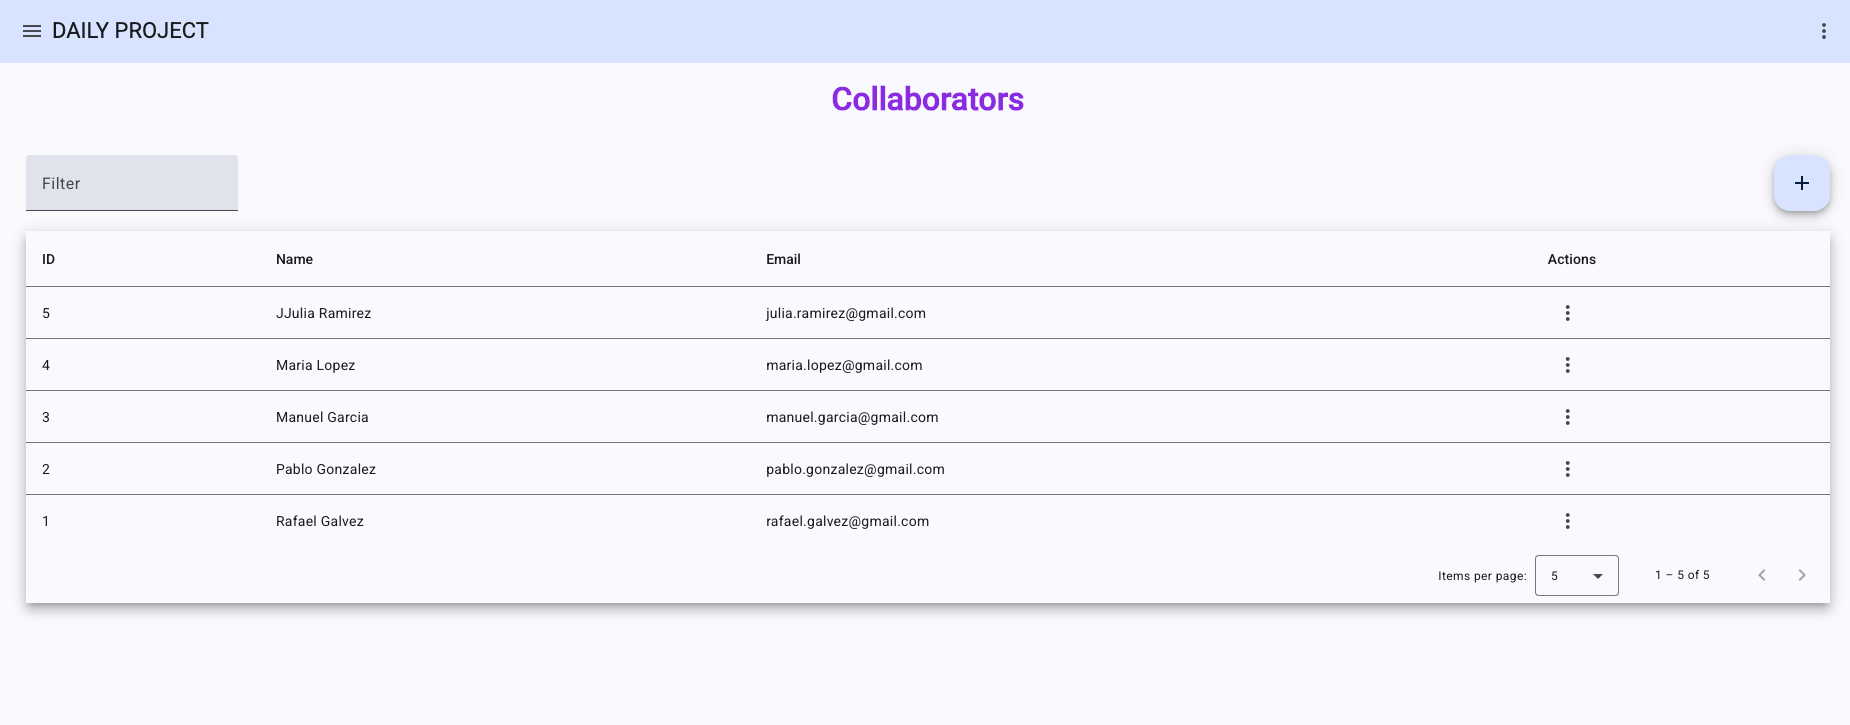 DAILY PROJECT
Collaborators
Filter
ID Name Email Actions
5 JJulia Ramirez julia.ramirez@gmail.com
4 Maria Lopez maria.lopez@gmail.com
3 Manuel Garcia manuel.garcia@gmail.com
2 Pablo Gonzalez pablo.gonzalez@gmail.com
1 Rafael Galvez rafael.galvez@gmail.com
Items per page: 5 1 – 5 of 5